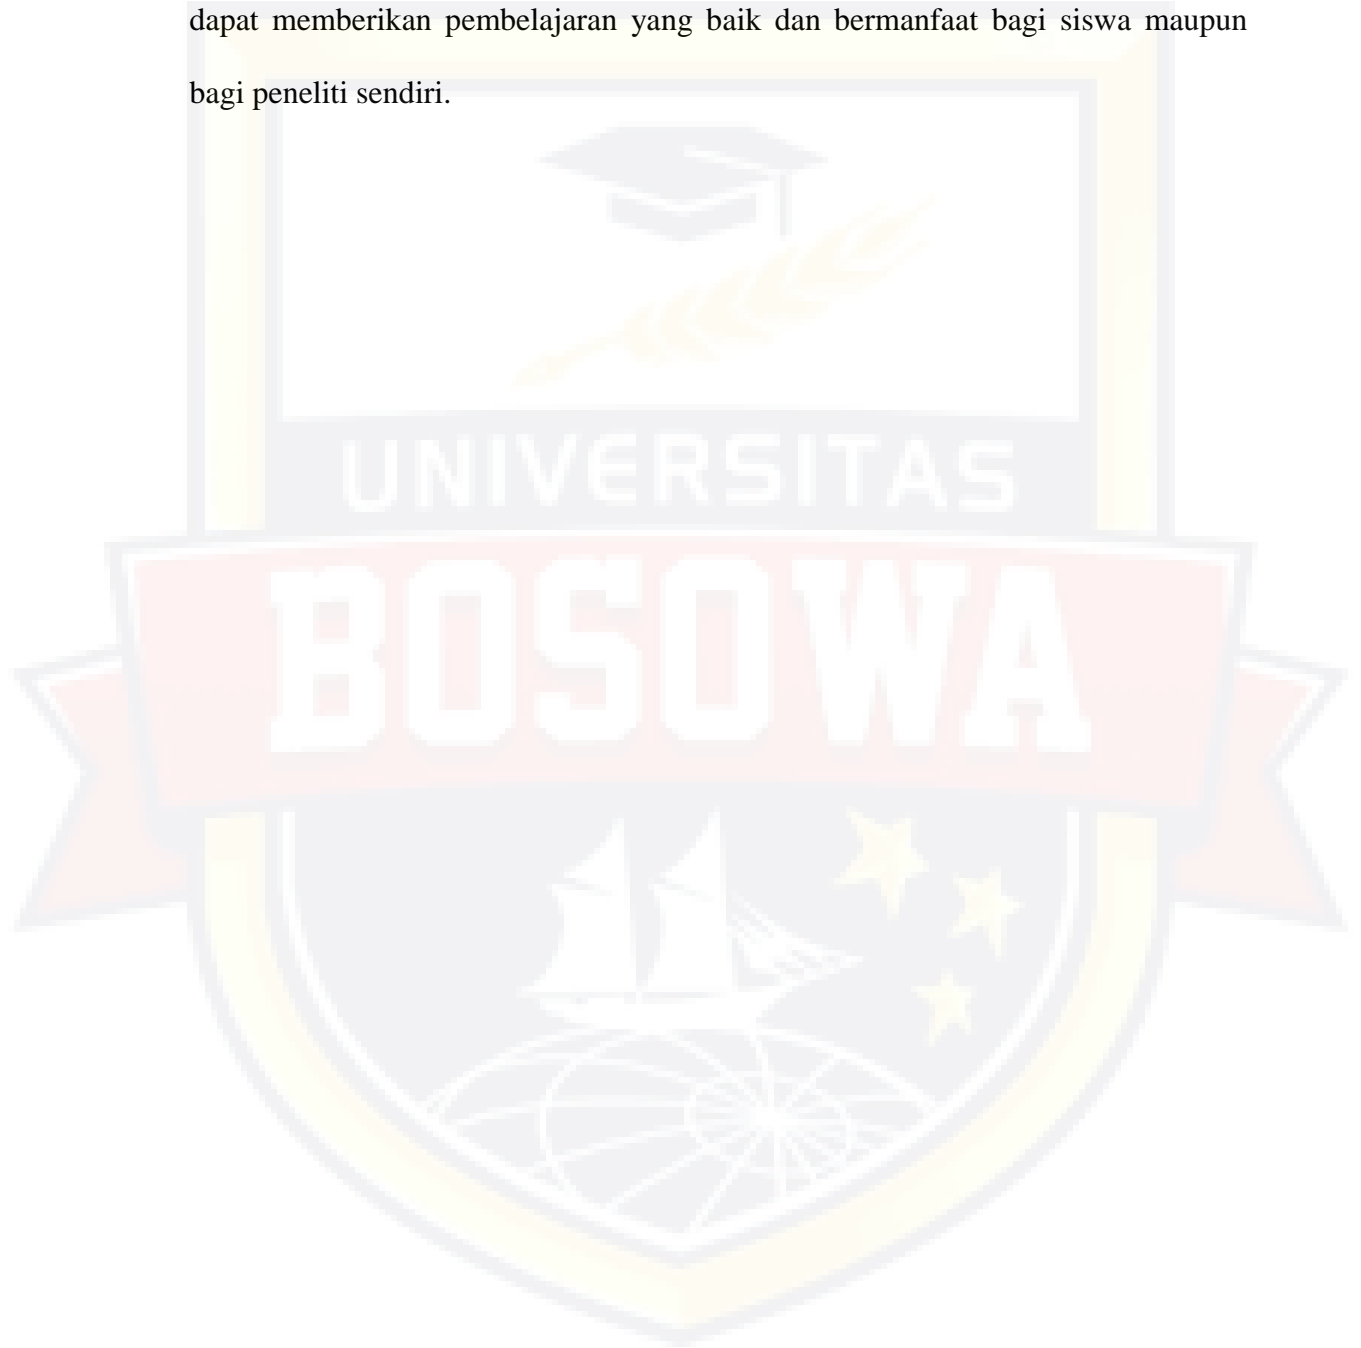 dapat memberikan pembelajaran yang baik dan bermanfaat bagi siswa maupun
bagi peneliti sendiri.
UNIVERSITAS
BOSOWA